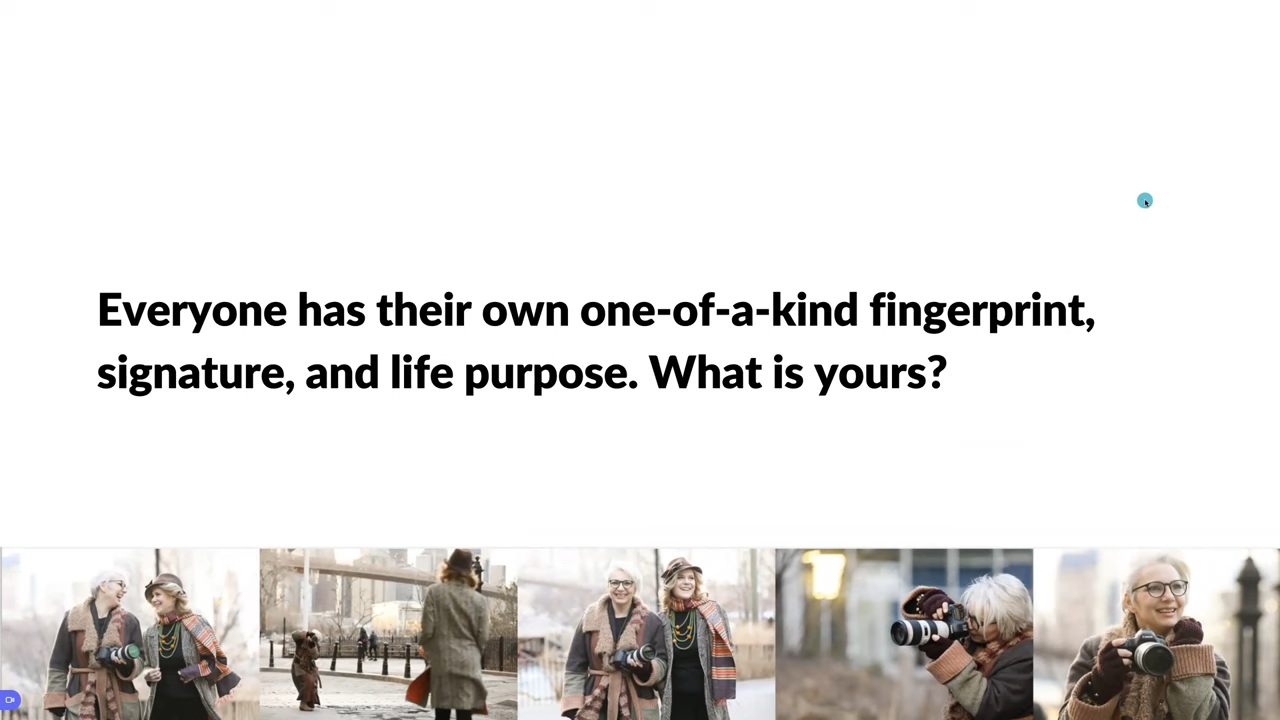 Everyone has their own one-of-a-kind fingerprint,
signature, and life purpose. What is yours?